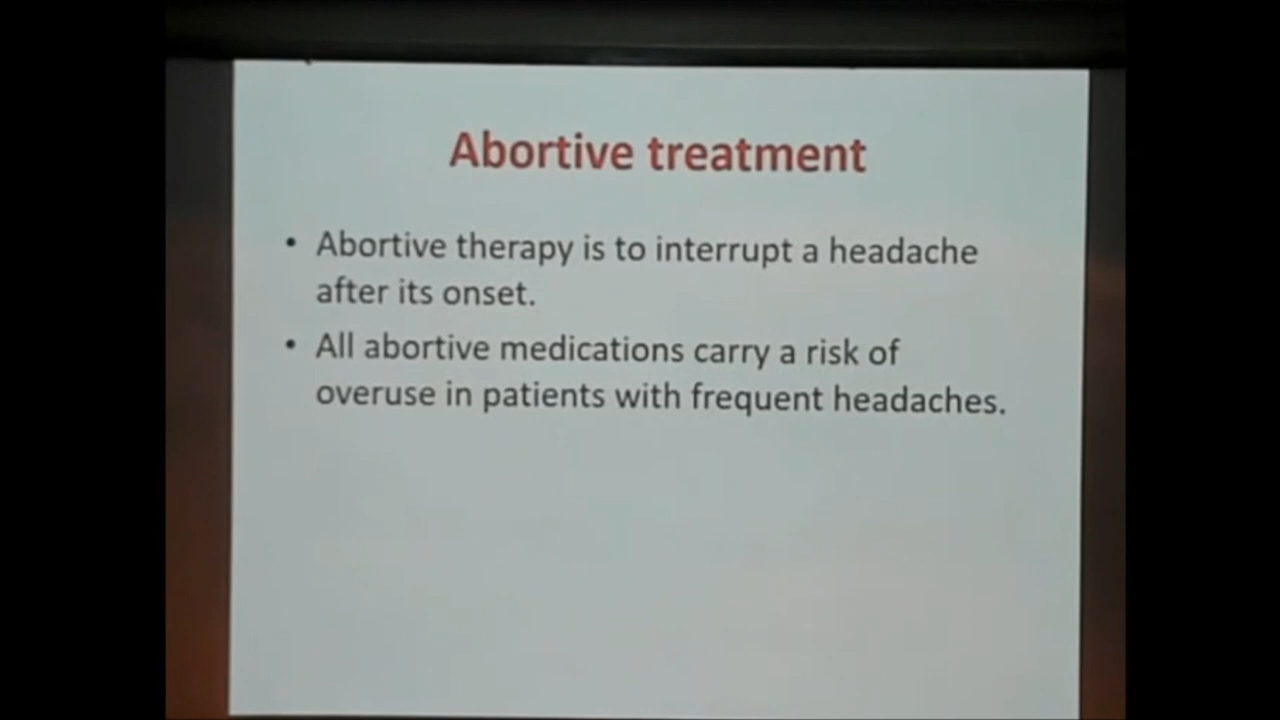 Abortive treatment
• Abortive therapy is to interrupt a headache
after its onset.
• All abortive medications carry a risk of
overuse in patients with frequent headaches.